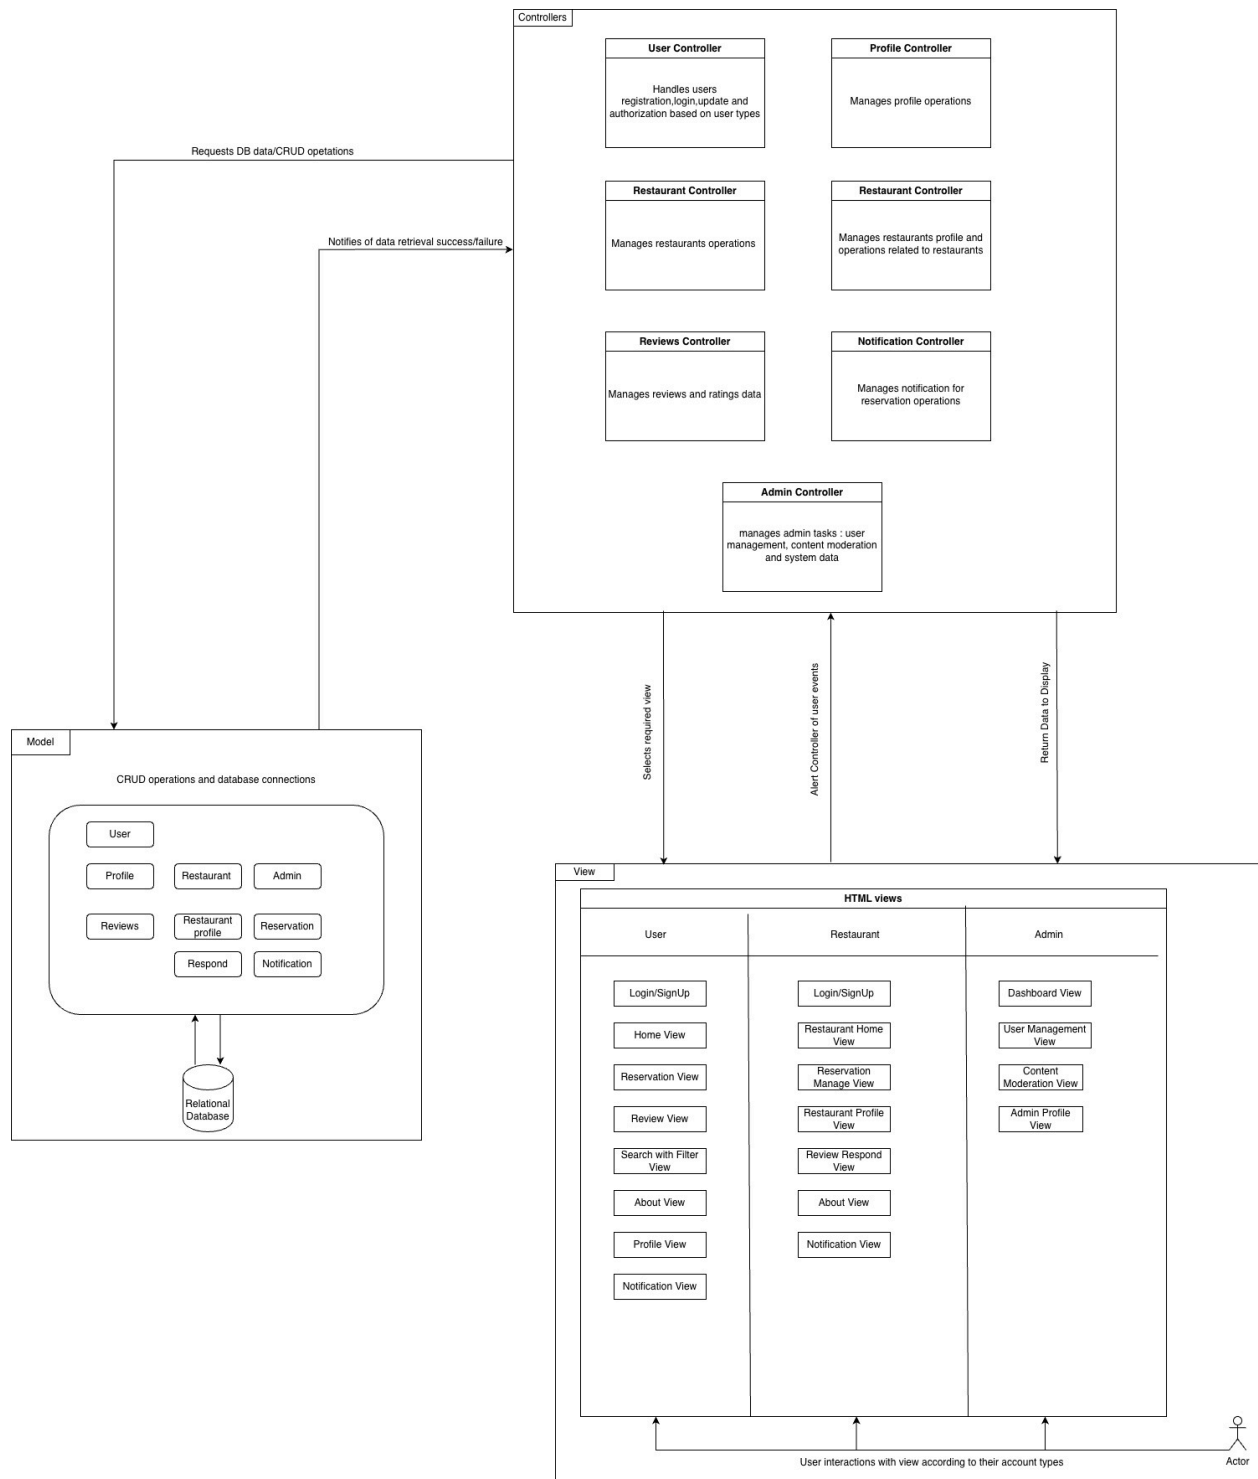 Controllers
User Controller
Handles users
registration,login,update and
authorization based on user types
Profile Controller
Manages profile operations
Requests DB data/CRUD opetations
Restaurant Controller
Manages restaurants operations
Restaurant Controller
Manages restaurants profile and
operations related to restaurants
Notifies of data retrieval success/failure
Reviews Controller
Manages reviews and ratings data
Notification Controller
Manages notification for
reservation operations
Admin Controller
manages admin tasks : user
management, content moderation
and system data
Selects required view
Alert Controller of user events
Return Data to Display
Model
CRUD operations and database connections
User
Profile
Restaurant
Admin
Reviews
Restaurant
profile
Reservation
Respond
Notification
Relational
Database
View
HTML views
User
Restaurant
Admin
Login/SignUp
Home View
Reservation View
Review View
Search with Filter
View
About View
Profile View
Notification View
Login/SignUp
Restaurant Home
View
Reservation
Manage View
Restaurant Profile
View
Review Respond
View
About View
Notification View
Dashboard View
User Management
View
Content
Moderation View
Admin Profile
View
User interactions with view according to their account types
Actor